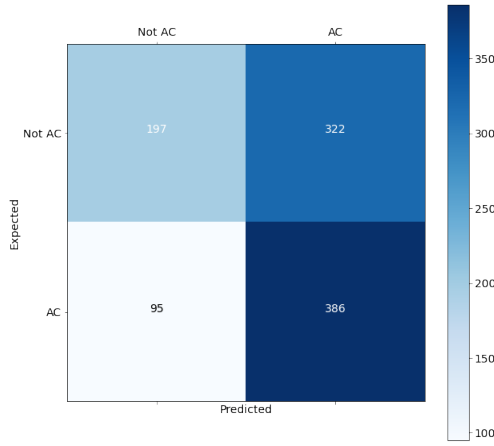 Not AC AC
Not AC 197 322
Expected
AC 95 386
Predicted
350
300
250
200
150
100